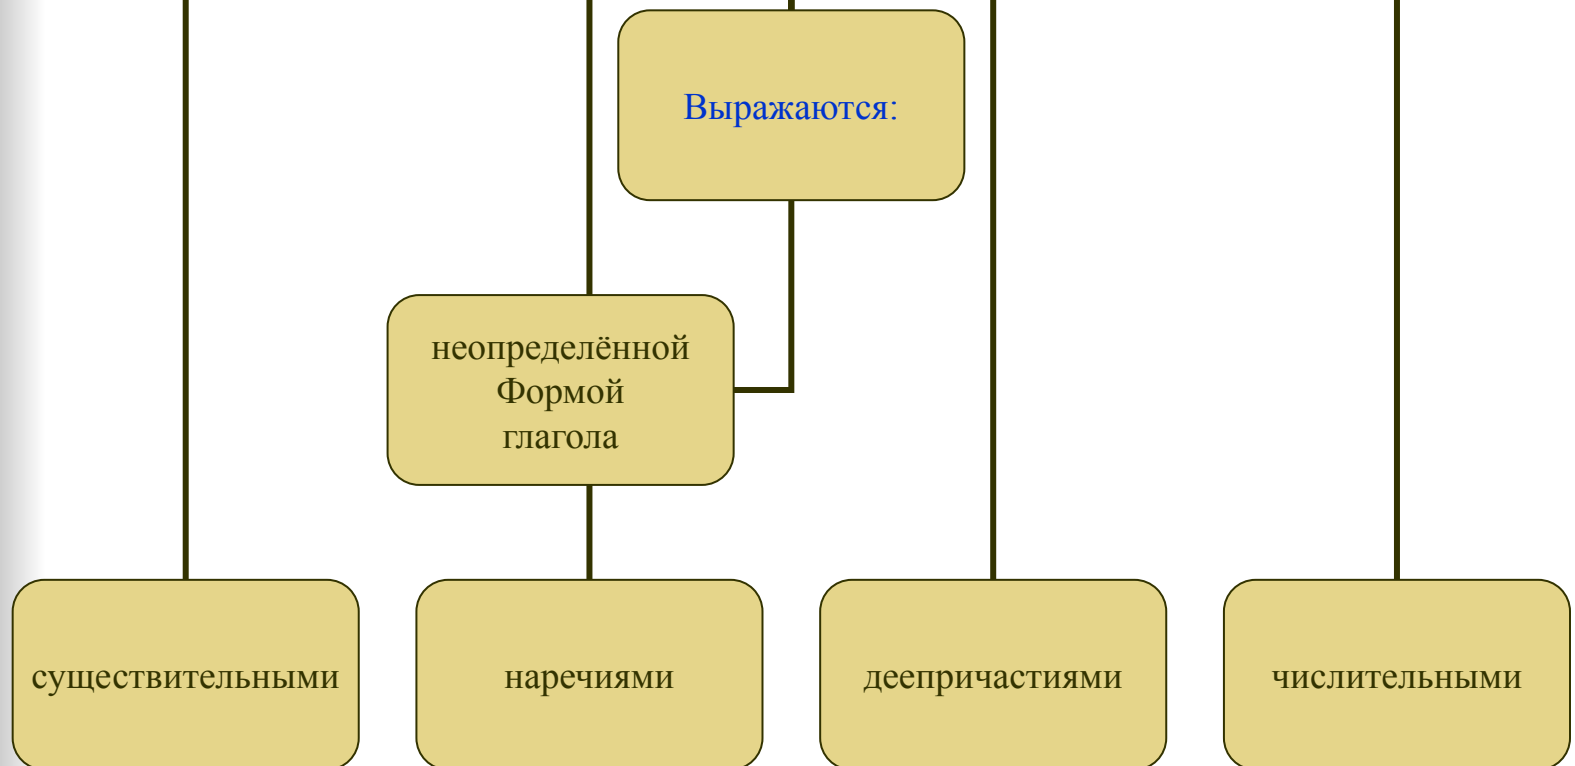 Выражаются:
неопределённой
Формой
глагола
существительными
наречиями
деепричастиями
числительными